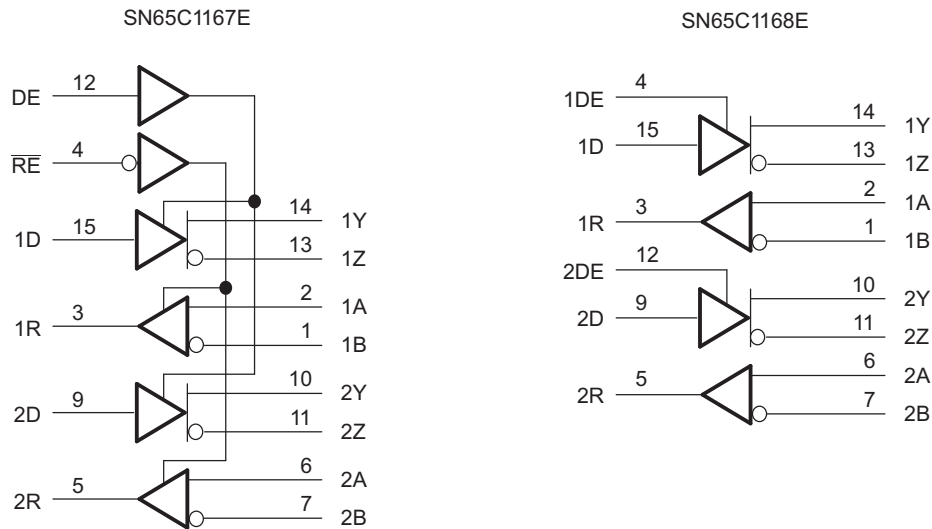 SN65C1167E
DE 12
RE 4
1D 15 14 1Y
13 1Z
1R 3 2 1A
1 1B
2D 9 10 2Y
11 2Z
2R 5 6 2A
7 2B
SN65C1168E
1DE 4
1D 15 14 1Y
13 1Z
1R 3 2 1A
1 1B
2DE 12
2D 9 10 2Y
11 2Z
2R 5 6 2A
7 2B